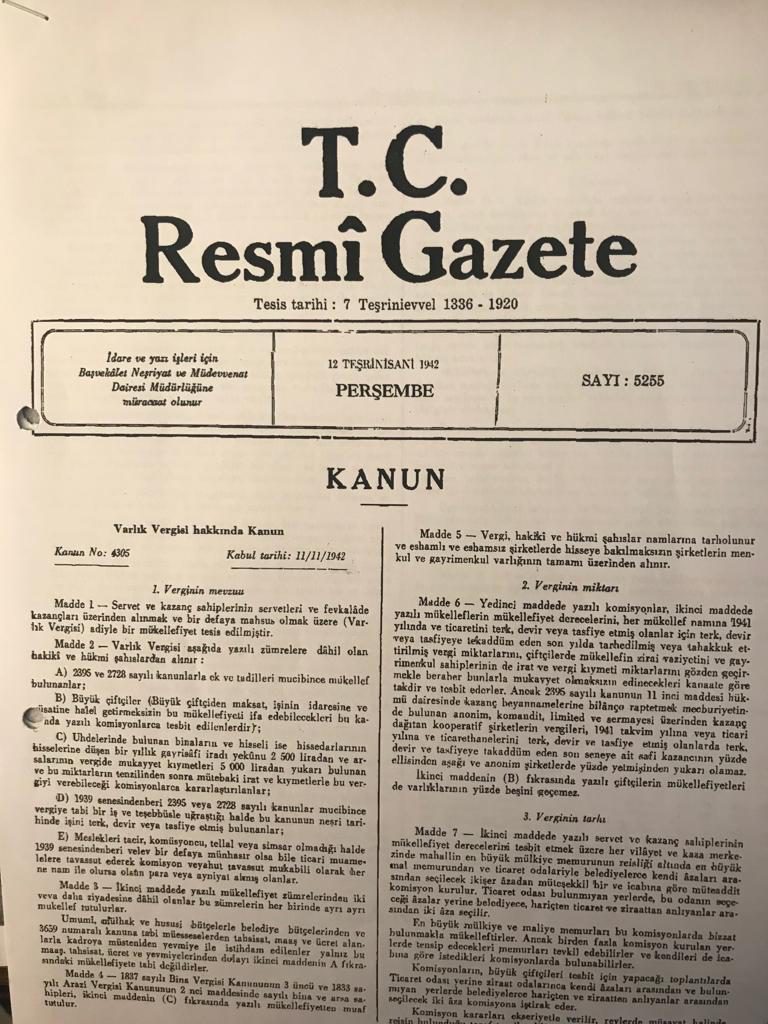 T.C.
Resmî Gazete
Tesis tarihi : 7 Teşrinievvel 1336 - 1920
İdare ve yazı işleri için
Başvekâlet Neşriyat ve Müdevvenat
Dairesi Müdürlüğüne
müracaat olunur
12 TEŞRİNİSANİ 1942
PERŞEMBE
SAYI : 5255
KANUN
Varlık Vergisi hakkında Kanun
Kanun No: 4305 Kabul tarihi: 11/11/1942
1. Verginin mevzuu
Madde 1 — Servet ve kazanç sahiplerinin servetleri ve fevkalâde
kazançları üzerinden alınmak ve bir defaya mahsus olmak üzere (Var-
lık Vergisi) adiyle bir mükellefiyet tesis edilmiştir.
Madde 2 — Varlık Vergisi aşağıda yazılı zümrelere dâhil olan
hakikî ve hükmi şahıslardan alınır :
A) 2395 ve 2728 sayılı kanunlarla ek ve tadilleri mucibince mükellef
bulunanlar;
B) Büyük çiftçiler (Büyük çiftçiden maksat, işinin idaresine ve
işatine halel getirmeksizin bu mükellefiyeti ifa edebilecekleri bu ka-
nda yazılı komisyonlarca tesbit edilenlerdir);
C) Uhdelerinde bulunan binaların ve hisseli ise hissedarlarının
hisselerine düşen bir yıllık gayrisâfi iradı yekûnu 2 500 liradan ve ar-
salarının vergide mukayyet kıymetleri 5 000 liradan yukarı bulunan
ve bu miktarların tenzilinden sonra mütebaki irat ve kıymetlerle bu ver-
giyi verebileceği komisyonlarca kararlaştırılanlar;
D) 1939 senesindenberi 2395 veya 2728 sayılı kanunlar mucibince
vergiye tabi bir iş ve teşebbüsle uğraştığı halde bu kanunun neşri tari-
hinde işini terk, devir veya tasfiye etmiş bulunanlar;
E) Meslekleri tacir, komüsyoncu, tellal veya simsar olmadığı halde
1939 senesindenberi velev bir defaya münhasır olsa bile ticari muame-
lelere tavassut ederek komisyon veyahut tavassut mukabili olarak her
ne nam ile olursa olsun para veya ayniyat almış olanlar.
Madde 3 — İkinci maddede yazılı mükellefiyet zümrelerinden iki
veva daha ziyadesine dâhil olanlar bu zümrelerin her birinde ayrı ayrı
mükellef tutulurlar.
Umumi, mülhak ve hususi bütçelerle belediye bütçelerinden ve
3659 numaralı kanuna tabi müesseselerden tahsisat, maaş ve ücret alan-
larla kadroya müsteniden yevmiye ile istihdam edilenler yalnız bu
maaş, tahsisat, ücret ve yevmiyelerinden dolayı ikinci maddenin A fıkra-
sındaki mükellefiyete tabi değildirler.
Madde 4 — 1837 sayılı Bina Vergisi Kanununun 3 üncü ve 1833 sa-
yılı Arazi Vergisi Kanununun 2 nci maddesinde sayılı bina ve arsa sa-
hipleri, ikinci maddenin (C) fıkrasında yazılı mükellefiyetten muaf
tutulur.
Madde 5 — Vergi, hakiki ve hükmi şahıslar namlarına tarholunur
ve eshamlı ve eshamsız şirketlerde hisseye bakılmaksızın şirketlerin men-
kul ve gayrimenkul varlığının tamamı üzerinden alınır.
2. Verginin miktarı
Madde 6 — Yedinci maddede yazılı komisyonlar, ikinci maddede
yazılı mükelleflerin mükellefiyet derecelerini, her mükellef namına 1941
yılında ve ticaretini terk, devir veya tasfiye etmiş olanlar için terk, devir
veya tasfiyeye tekaddüm eden son yılda tarhedilmiş veya tahakkuk et-
tirilmiş vergi miktarlarını, çiftçilerde mükellefin zirai vaziyetini ve gay-
rimenkul sahiplerinin de irat ve vergi kıymeti miktarlarını gözden geçir-
mekle beraber bunlarla mukayyet olmaksızın edinecekleri kanaate göre
takdir ve tesbit ederler. Ancak 2395 sayılı kanunun 11 inci maddesi hük-
mü dairesinde kazanç beyannamelerine bilânço raptetmek mecburiyetin-
de bulunan anonim, komandit, limited ve sermayesi üzerinden kazanç
dağıtan kooperatif şirketlerin vergileri, 1941 takvim yılına veya ticari
yılına ve ticarethanelerini terk, devir ve tasfiye etmiş olanlarda terk,
devir ve tasfiyeye takaddüm eden son seneye ait safi kazancının yüzde
ellisinden aşağı ve anonim şirketlerde yüzde yetmişinden yukarı olamaz.
İkinci maddenin (B) fıkrasında yazılı çiftçilerin mükellefiyetleri
de varlıklarının yüzde beşini geçemez.
3. Verginin tarhı
Madde 7 — İkinci maddede yazılı servet ve kazanç sahiplerinin
mükellefiyet derecelerini tesbit etmek üzere her vilâyet ve kaza merke-
zinde mahallin en büyük mülkiye memurunun reisliği altında en büyük
mal memurundan ve ticaret odalariyle belediyelerce kendi âzaları ara-
sından seçilecek ikişer âzadan müteşekkil bir ve icabına göre müteaddit
komisyon kurulur. Ticaret odası bulunmıyan yerlerde, bu odanın seçe-
ceği âzalar yerine belediyece, hariçten ticaret ve ziraattan anlıyanlar ara-
sından iki âza seçilir.
En büyük mülkiye ve maliye memurları bu komisyonlarda bizzat
bulunmakla mükelleftirler. Ancak birden fazla komisyon kurulan yer-
lerde tensip edecekleri memurları tevkil edebilirler ve kendileri de ica-
bına göre istedikleri komisyonlarda bulunabilirler.
Komisyonların, büyük çiftçileri tesbit için yapacağı toplantılarda
Ticaret odası yerine ziraat odalarınca kendi âzaları arasından ve bulun-
mıyan yerlerde belediyelerce hariçten ve ziraatten anlıyanlar arasından
seçilecek iki âza komisyona iştirak eder.
Komisyon kararları ekseriyetle verilir, reylerde müsavat halinde